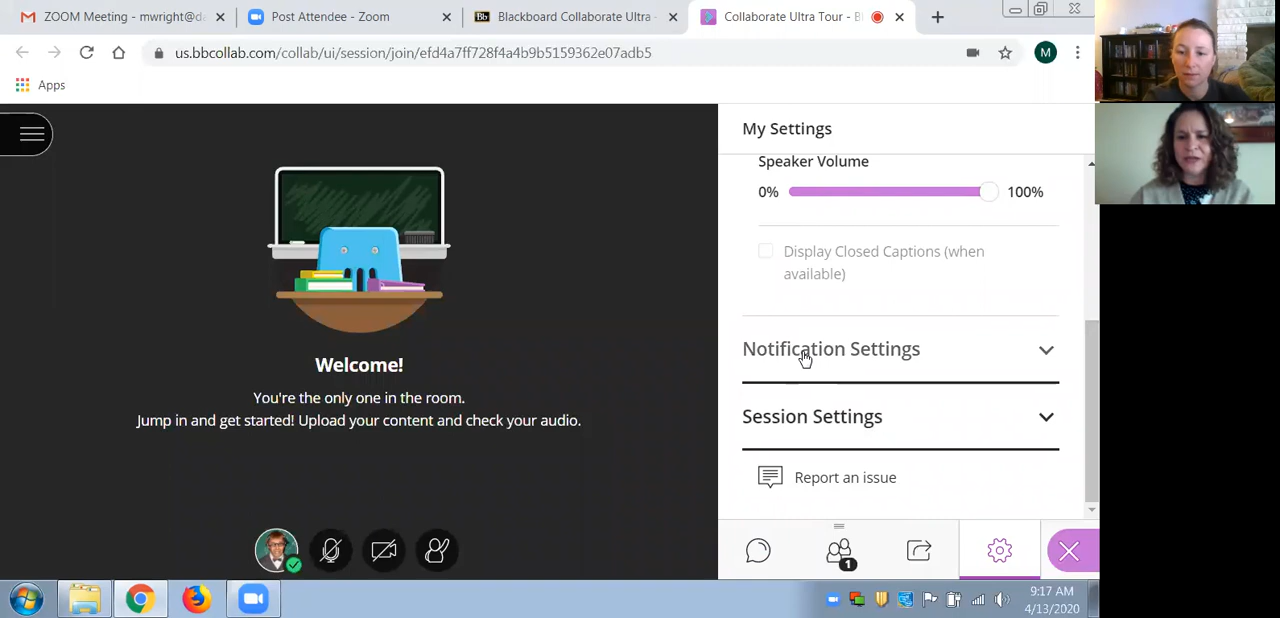 ZOOM Meeting - mwright@d
Post Attendee - Zoom
Bb
Blackboard Collaborate Ultra -
Collaborate Ultra Tour - B
us.bbcollab.com/collab/ui/session/join/efd4a7ff728f4a4b9b5159362e07adb5
M
Apps
My Settings
Speaker Volume
0%
100%
Display Closed Captions (when
available)
Welcome!
You're the only one in the room.
Jump in and get started! Upload your content and check your audio.
Notification Settings
Session Settings
Report an issue
1
9:17 AM
4/13/2020